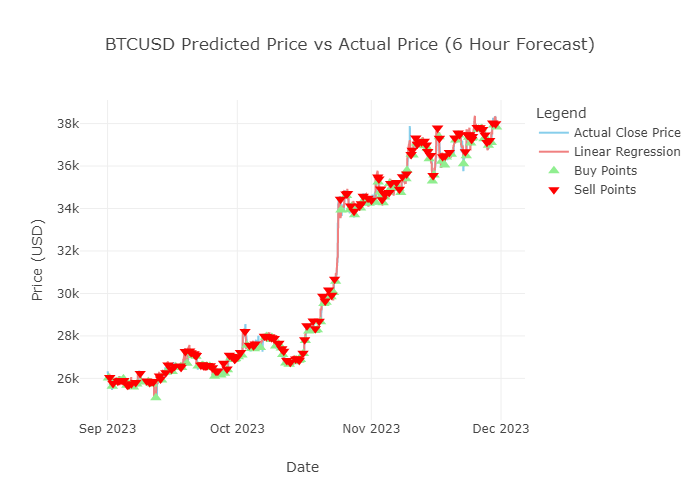 BTCUSD Predicted Price vs Actual Price (6 Hour Forecast)
Legend
Actual Close Price
Linear Regression
Buy Points
Sell Points
Price (USD)
38k
36k
34k
32k
30k
28k
26k
Sep 2023
Oct 2023
Nov 2023
Dec 2023
Date